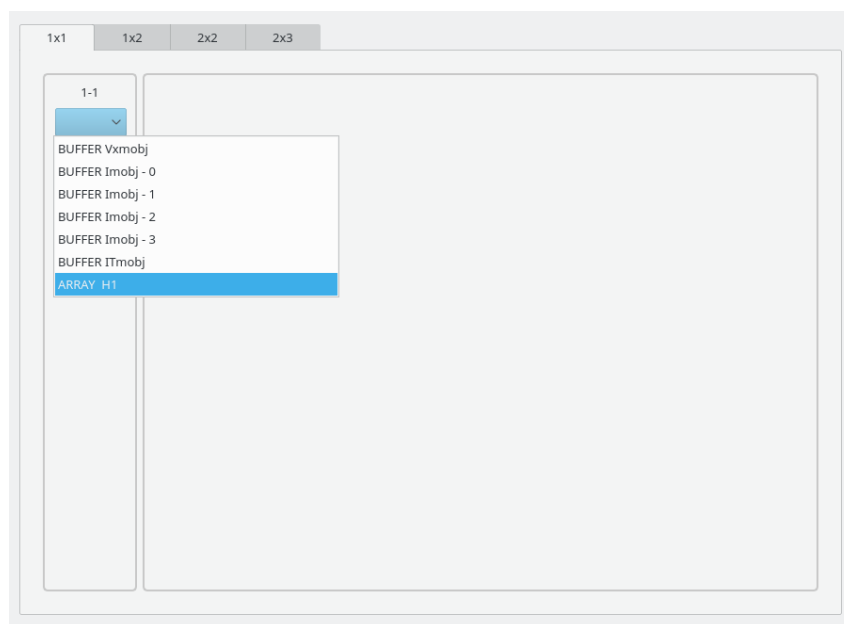 1x1 1x2 2x2 2x3
1-1
BUFFER Vxmobj
BUFFER Imobj - 0
BUFFER Imobj - 1
BUFFER Imobj - 2
BUFFER Imobj - 3
BUFFER ITmobj
ARRAY  H1